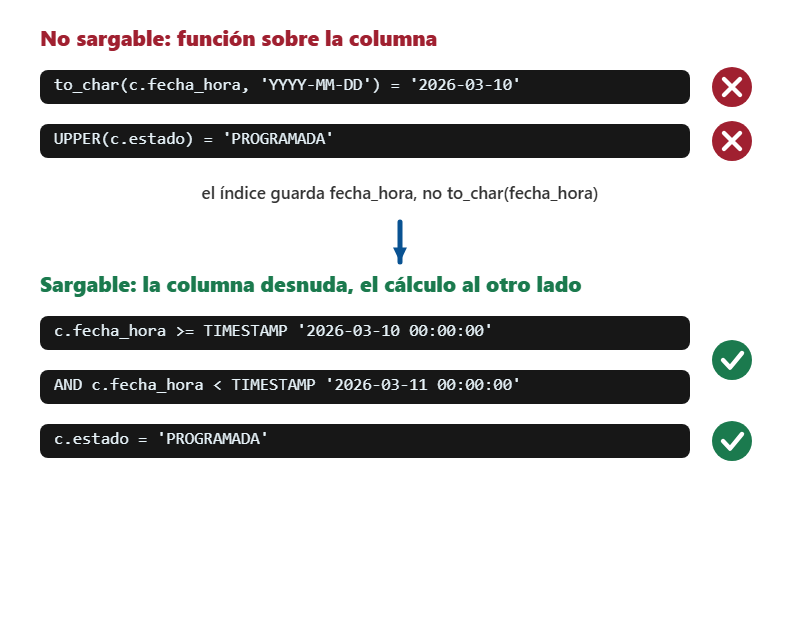 No sargable: función sobre la columna
to_char(c.fecha_hora, 'YYYY-MM-DD') = '2026-03-10'
UPPER(c.estado) = 'PROGRAMADA'
el índice guarda fecha_hora, no to_char(fecha_hora)
Sargable: la columna desnuda, el cálculo al otro lado
c.fecha_hora >= TIMESTAMP '2026-03-10 00:00:00'
AND c.fecha_hora < TIMESTAMP '2026-03-11 00:00:00'
c.estado = 'PROGRAMADA'